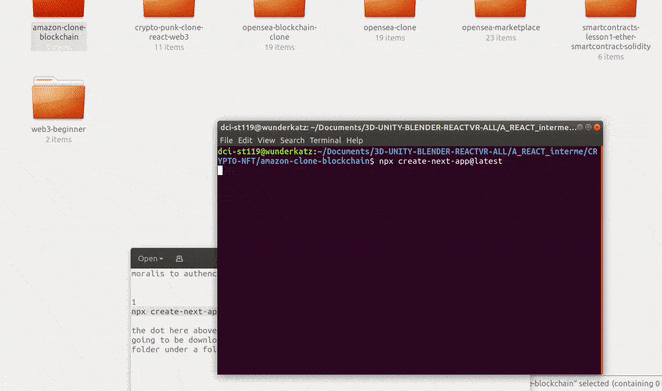 amazon-clone-
blockchain
crypto-punk-clone-
react-web3
11 items
opensea-blockchain-
clone
19 items
opensea-clone
19 items
opensea-marketplace
23 items
smartcontracts-
lesson1-ether-
smartcontract-solidity
6 items
web3-beginner
2 items
dci-st119@wunderkatz: ~/Documents/3D-UNITY-BLENDER-REACTVR-ALL/A_REACT_interme...
File Edit View Search Terminal Help
dci-st119@wunderkatz:~/Documents/3D-UNITY-BLENDER-REACTVR-ALL/A_REACT_interme/CR
YPTO-NFT/amazon-clone-blockchain$ npx create-next-app@latest
Open
moralis to authenc
1
npx create-next-ap
the dot here above
going to be downlo
folder under a fol
-blockchain" selected (containing 0